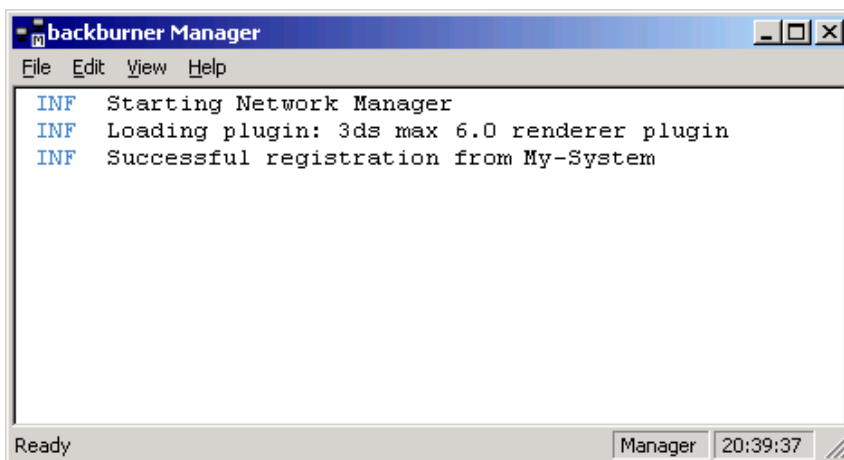 backburner Manager
File Edit View Help
INF Starting Network Manager
INF Loading plugin: 3ds max 6.0 renderer plugin
INF Successful registration from My-System
Ready Manager 20:39:37